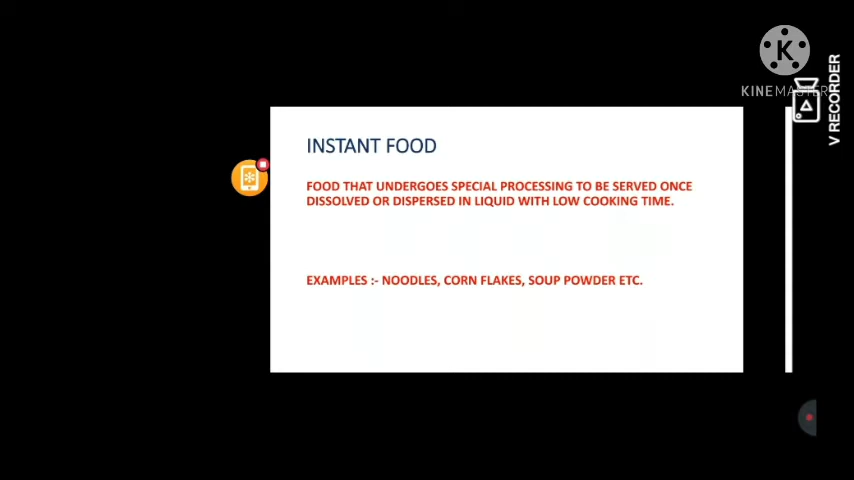 KINEMASTER
V RECORDER
INSTANT FOOD
FOOD THAT UNDERGOES SPECIAL PROCESSING TO BE SERVED ONCE
DISSOLVED OR DISPERSED IN LIQUID WITH LOW COOKING TIME.
EXAMPLES :- NOODLES, CORN FLAKES, SOUP POWDER ETC.